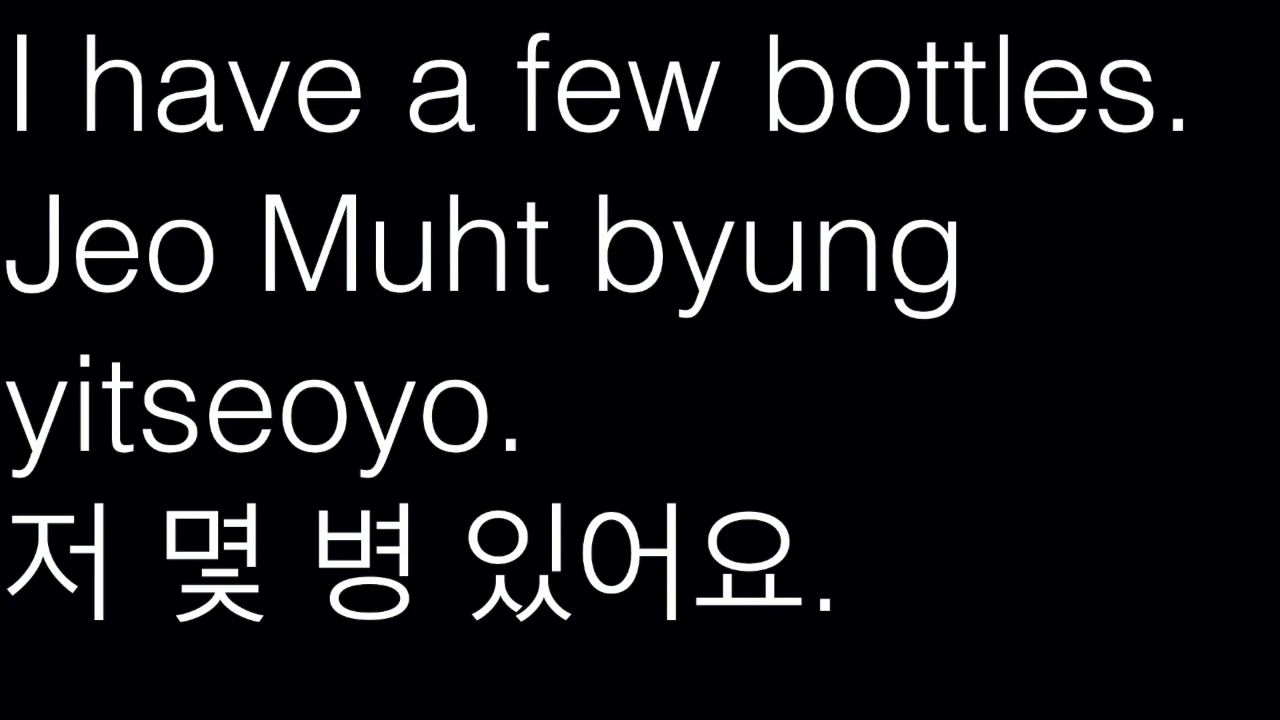 I have a few bottles.
Jeo Muht byung
yitseoyo.
저 몇 병 있어요.